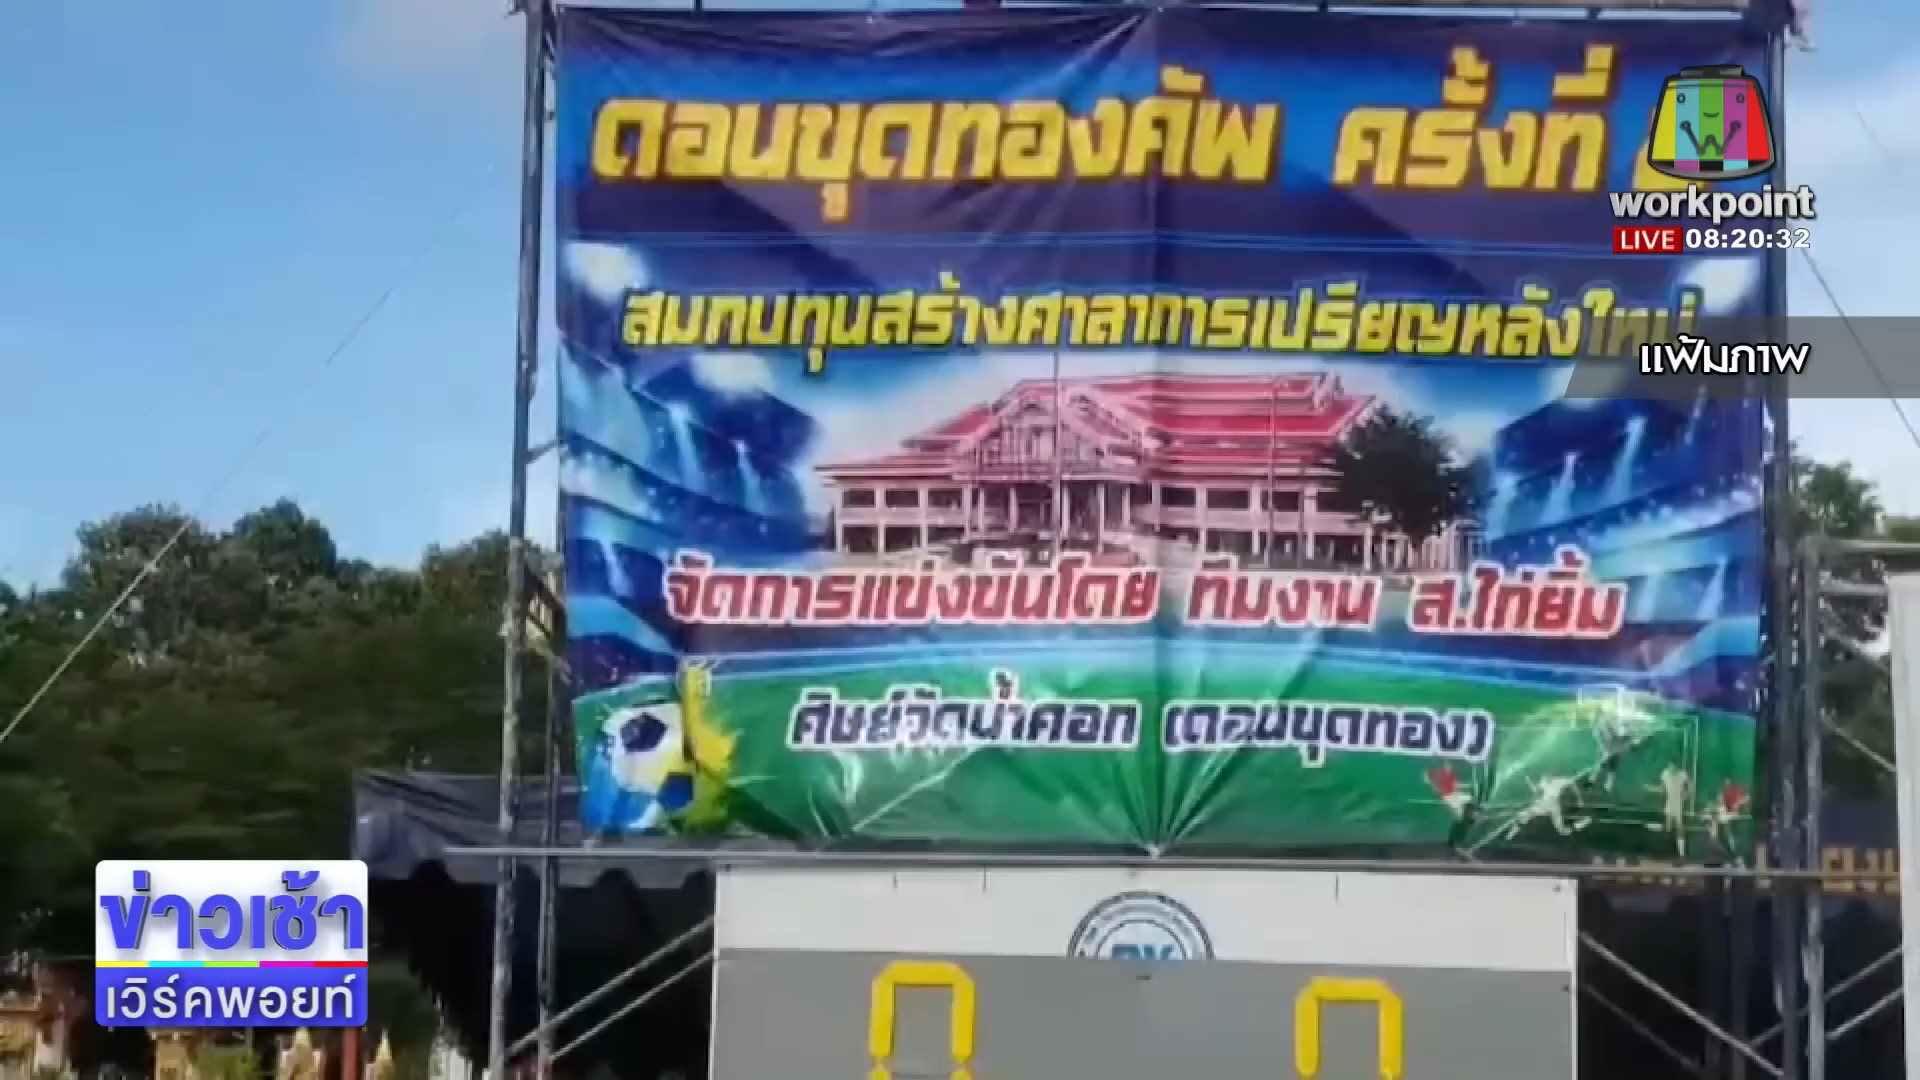 ดอนขุดทองคัพ ครั้งที่
workpoint
LIVE 08:20:32
สมทบทุนสร้างศาลาการเปรียญหลังใหม่
แฟ้มภาพ
จัดการแข่งขันโดย ทีมงาน ส.ไก่ยิ้ม
ศิษย์วัดน้ำคอก (ดอนขุดทอง)
ข่าวเช้า
เวิร์คพอยท์